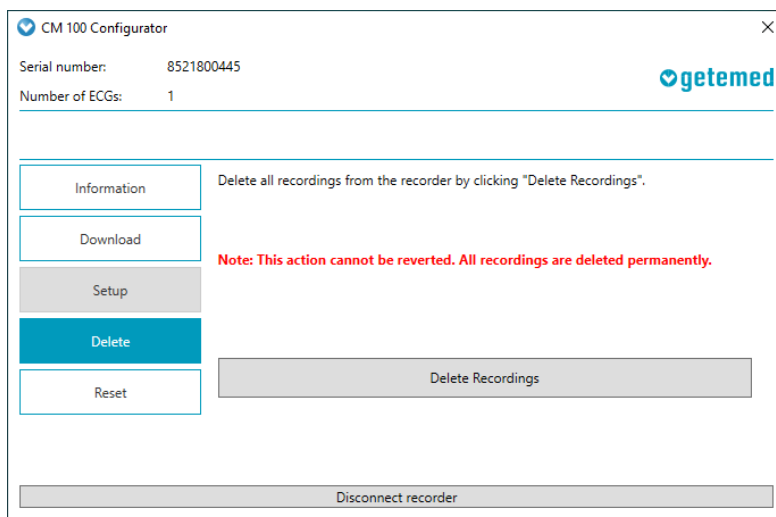 CM 100 Configurator
Serial number: 8521800445
getemed
Number of ECGs: 1
Information
Delete all recordings from the recorder by clicking "Delete Recordings".
Download
Note: This action cannot be reverted. All recordings are deleted permanently.
Setup
Delete
Delete Recordings
Reset
Disconnect recorder